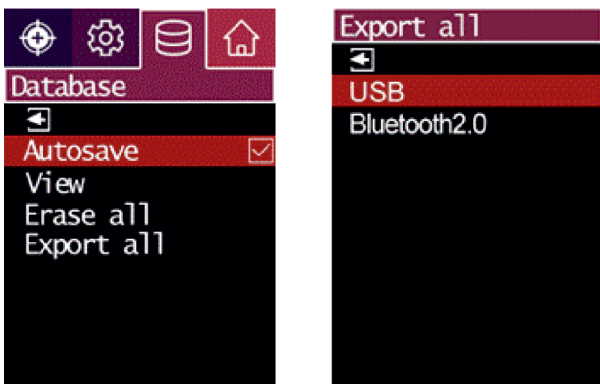 Database
Autosave
View
Erase all
Export all
Export all
USB
Bluetooth2.0